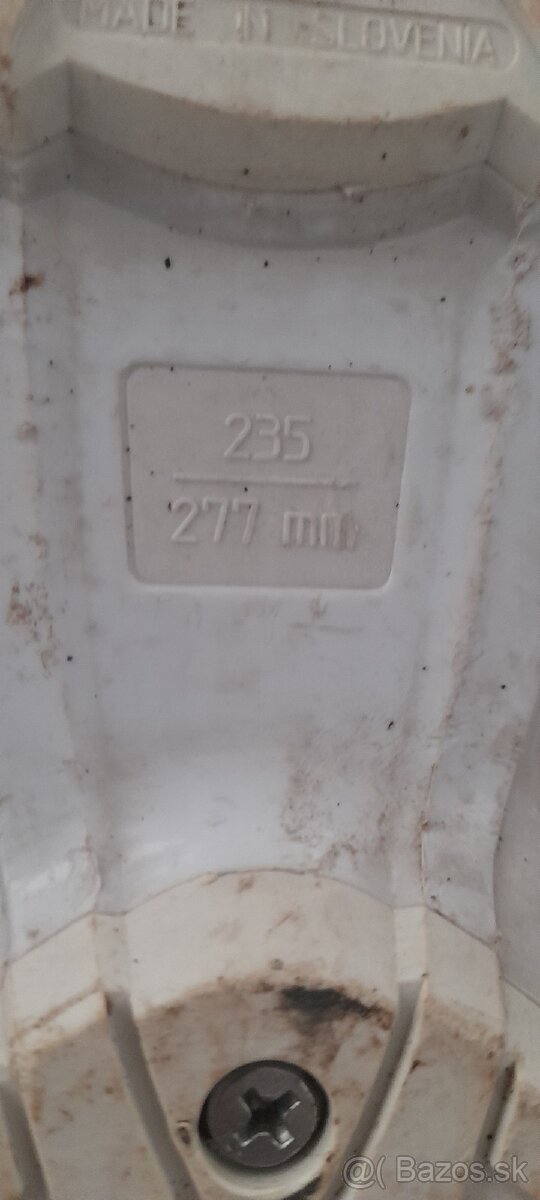 MADE IN SLOVENIA
235
277 mm
@( Bazos.sk